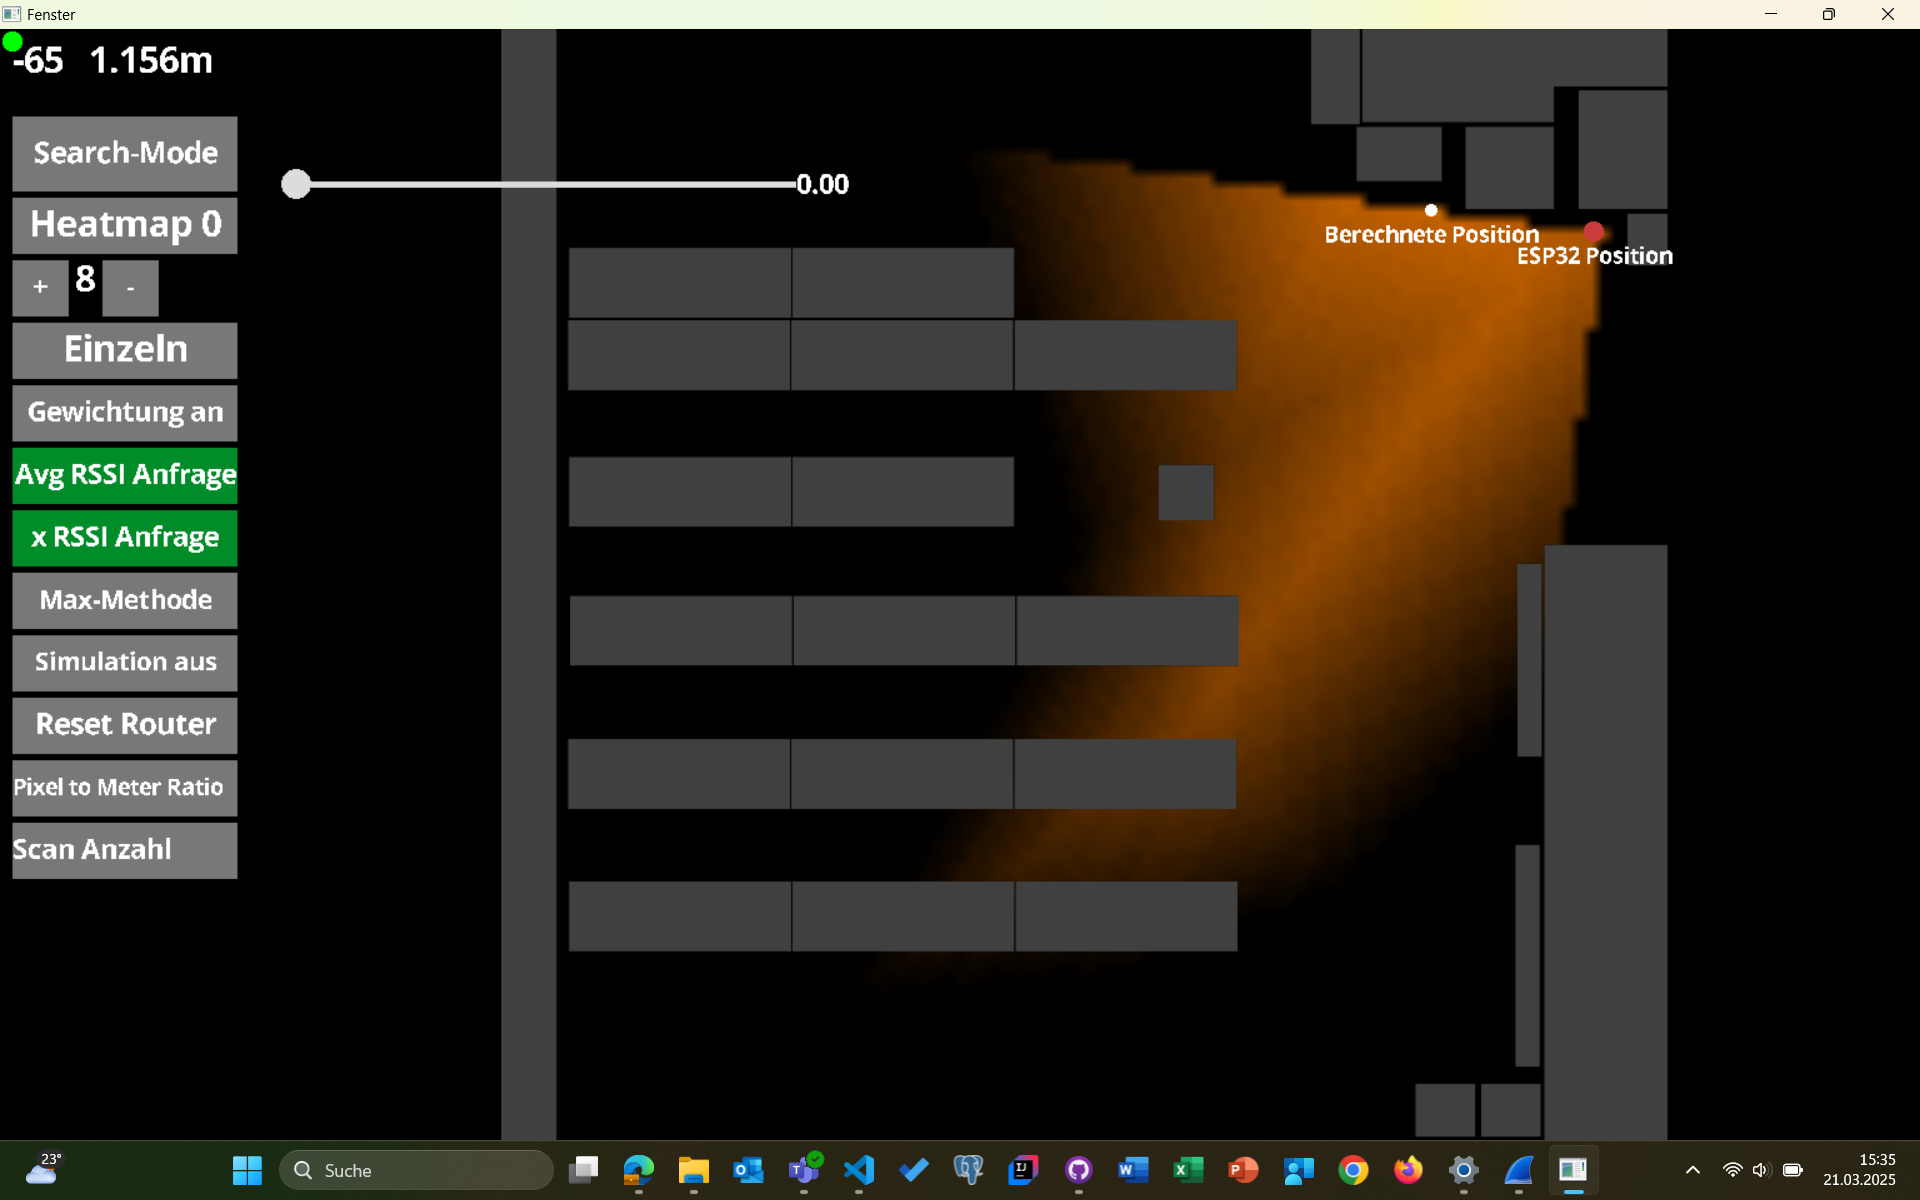 Fenster
-65 1.156m
Search-Mode
0.00
Heatmap 0
+ 8 -
Einzeln
Gewichtung an
Avg RSSI Anfrage
x RSSI Anfrage
Max-Methode
Simulation aus
Reset Router
Pixel to Meter Ratio
Scan Anzahl
Berechnete Position
ESP32 Position
23°
Suche
15:35
21.03.2025